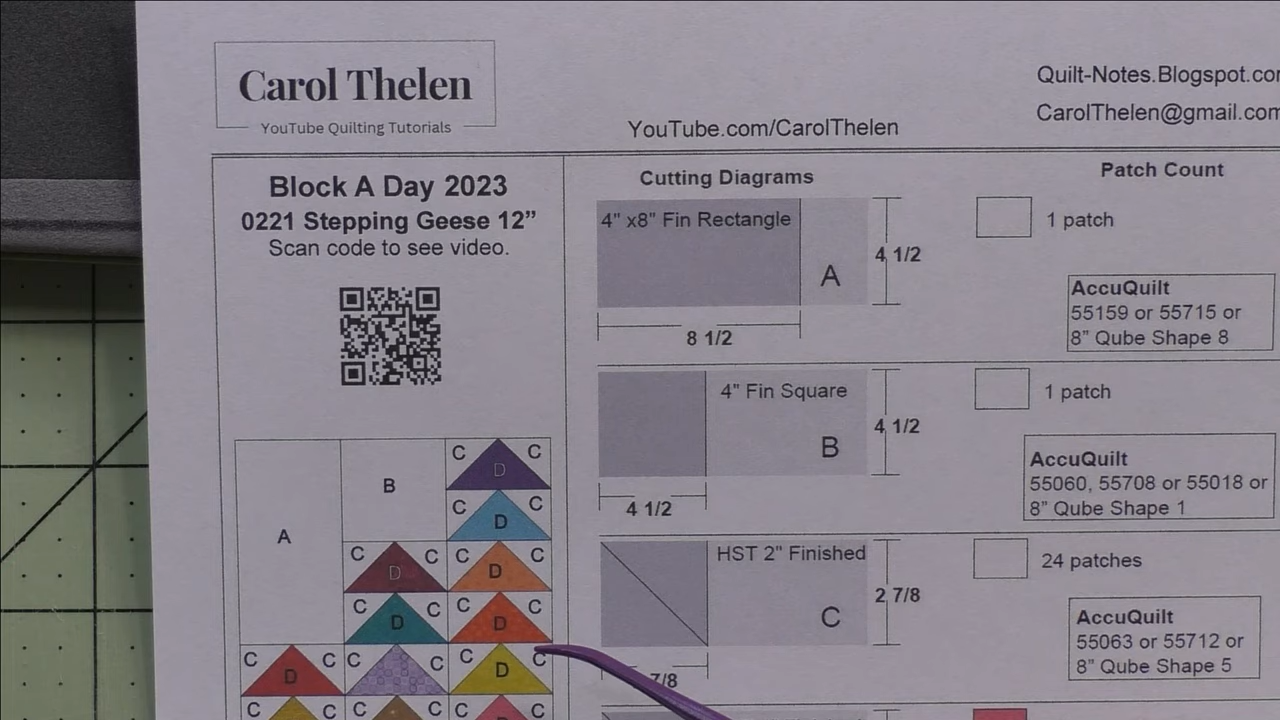 Carol Thelen
YouTube Quilting Tutorials
YouTube.com/CarolThelen
Quilt-Notes.Blogspot.co
CarolThelen@gmail.com
Block A Day 2023
0221 Stepping Geese 12”
Scan code to see video.
Cutting Diagrams
Patch Count
4" x8" Fin Rectangle
A
4 1/2
8 1/2
1 patch
AccuQuilt
55159 or 55715 or
8” Qube Shape 8
4" Fin Square
B
4 1/2
4 1/2
1 patch
AccuQuilt
55060, 55708 or 55018 or
8” Qube Shape 1
HST 2" Finished
C
2 7/8
7/8
24 patches
AccuQuilt
55063 or 55712 or
8” Qube Shape 5
A
B
C D C
C D C
C D C C D C
C D C C D C
C D C C C C D C
C C C C